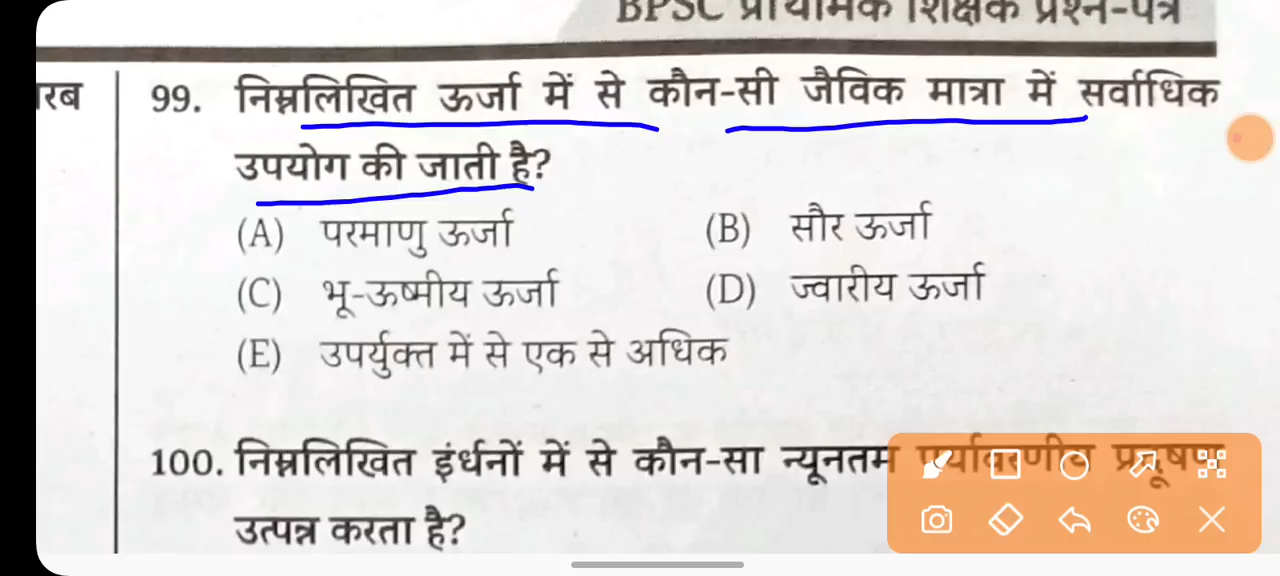 BPSC प्राथमिक शिक्षक प्रश्न-पत्र
रब
99. निम्नलिखित ऊर्जा में से कौन-सी जैविक मात्रा में सर्वाधिक
उपयोग की जाती है?
(A) परमाणु ऊर्जा (B) सौर ऊर्जा
(C) भू-ऊष्मीय ऊर्जा (D) ज्वारीय ऊर्जा
(E) उपर्युक्त में से एक से अधिक
100. निम्नलिखित इंर्धनों में से कौन-सा न्यूनतम पर्यावरणीय प्रदूषण
उत्पन्न करता है?